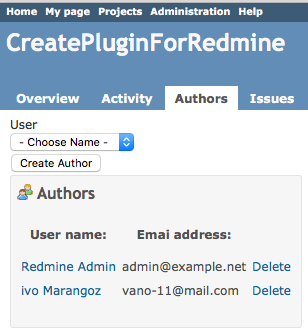 Home My page Projects Administration Help
CreatePluginForRedmine
Overview Activity Authors Issues
User
- Choose Name -
Create Author
Authors
User name: Emai address:
Redmine Admin admin@example.net Delete
ivo Marangoz vano-11@mail.com Delete